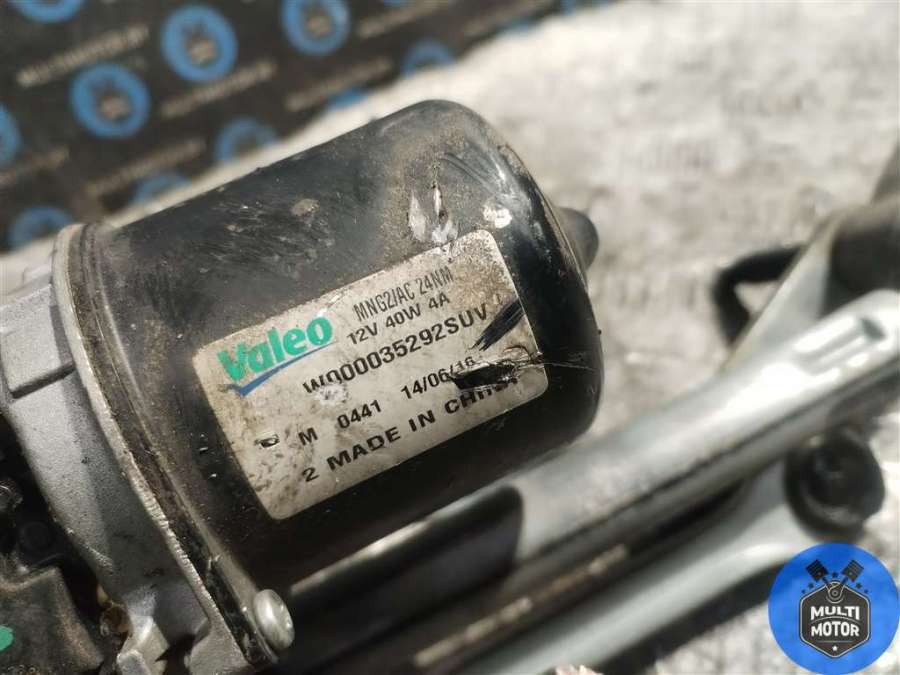 Valeo
MNG2/AC 24NM
12V 40W 4A
W000035292SUV
M 0441 14/06/16
2 MADE IN CHINA
MULTI
MOTOR